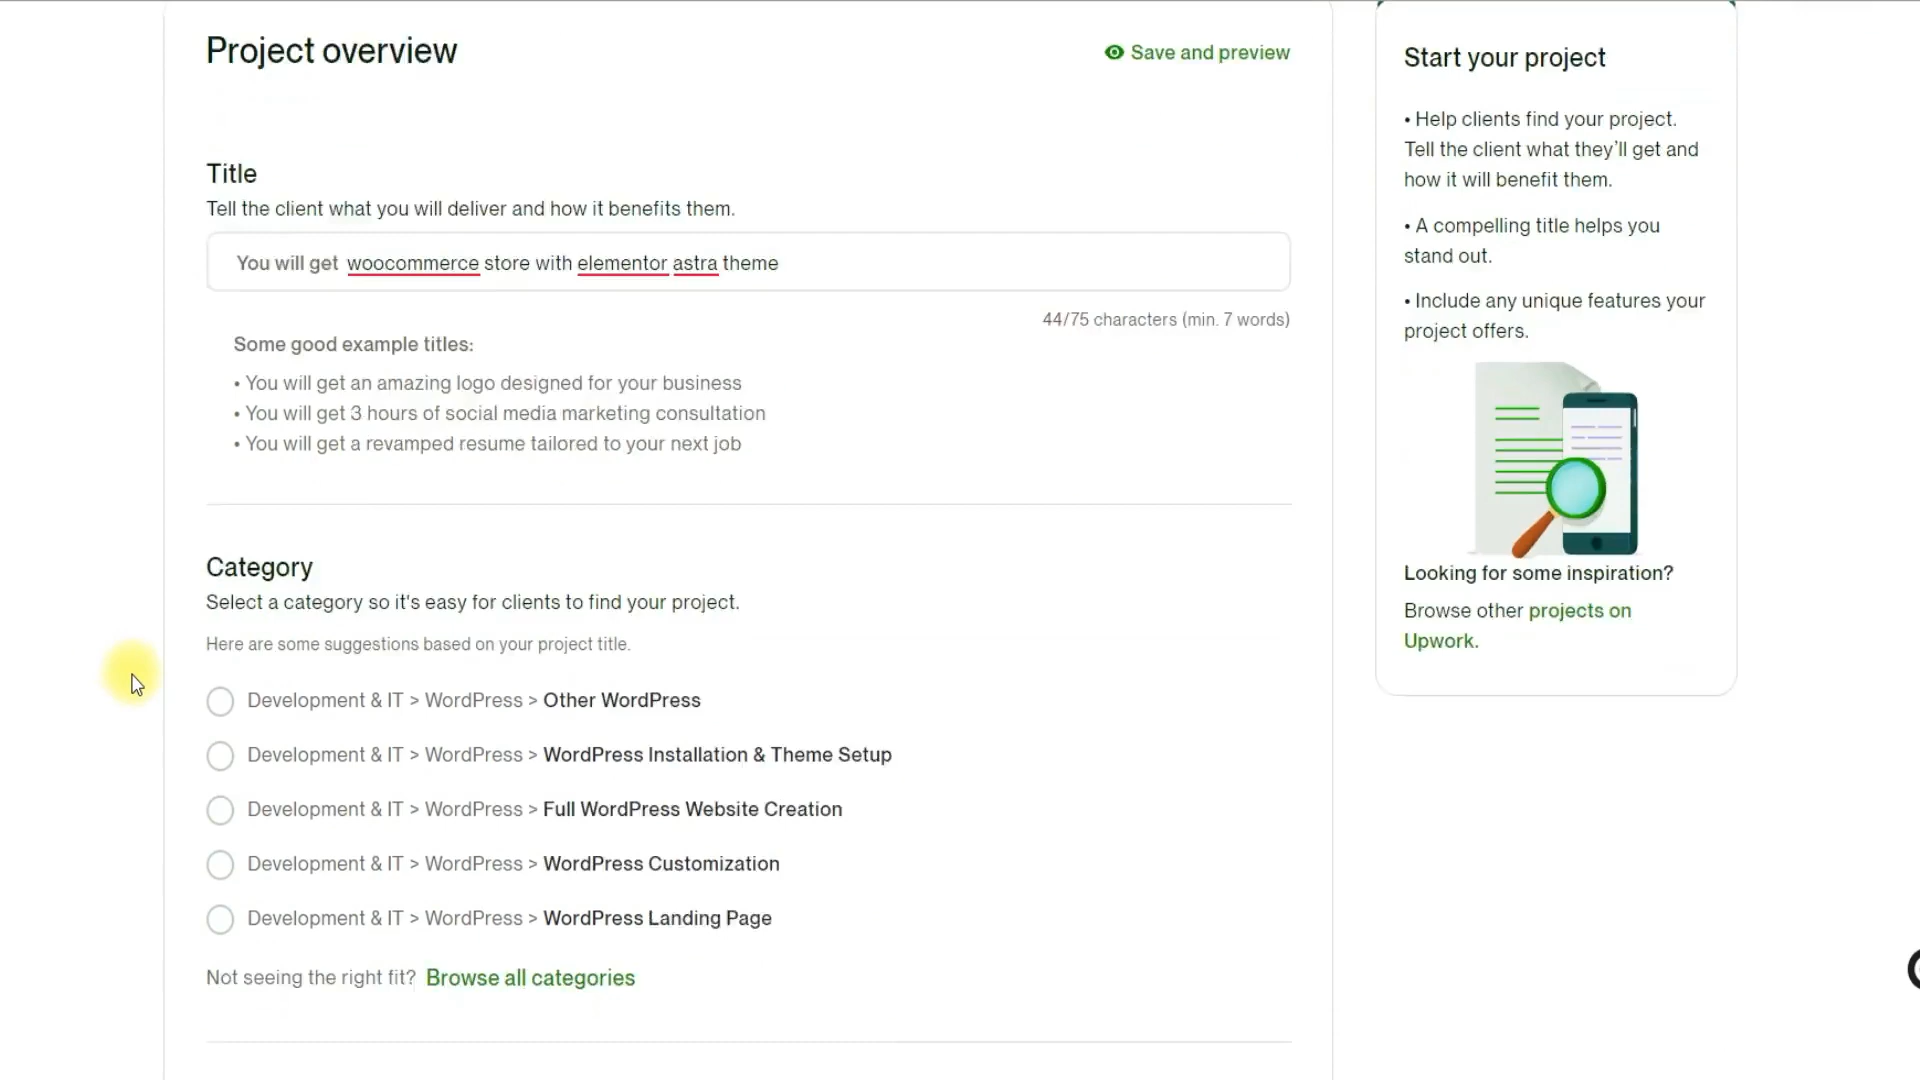 Project overview
Save and preview
Title
Tell the client what you will deliver and how it benefits them.
You will get woocommerce store with elementor astra theme
44/75 characters (min. 7 words)
Some good example titles:
• You will get an amazing logo designed for your business
• You will get 3 hours of social media marketing consultation
• You will get a revamped resume tailored to your next job
Category
Select a category so it's easy for clients to find your project.
Here are some suggestions based on your project title.
Development & IT > WordPress > Other WordPress
Development & IT > WordPress > WordPress Installation & Theme Setup
Development & IT > WordPress > Full WordPress Website Creation
Development & IT > WordPress > WordPress Customization
Development & IT > WordPress > WordPress Landing Page
Not seeing the right fit? Browse all categories
Start your project
• Help clients find your project.
Tell the client what they’ll get and
how it will benefit them.
• A compelling title helps you
stand out.
• Include any unique features your
project offers.
Looking for some inspiration?
Browse other projects on
Upwork.